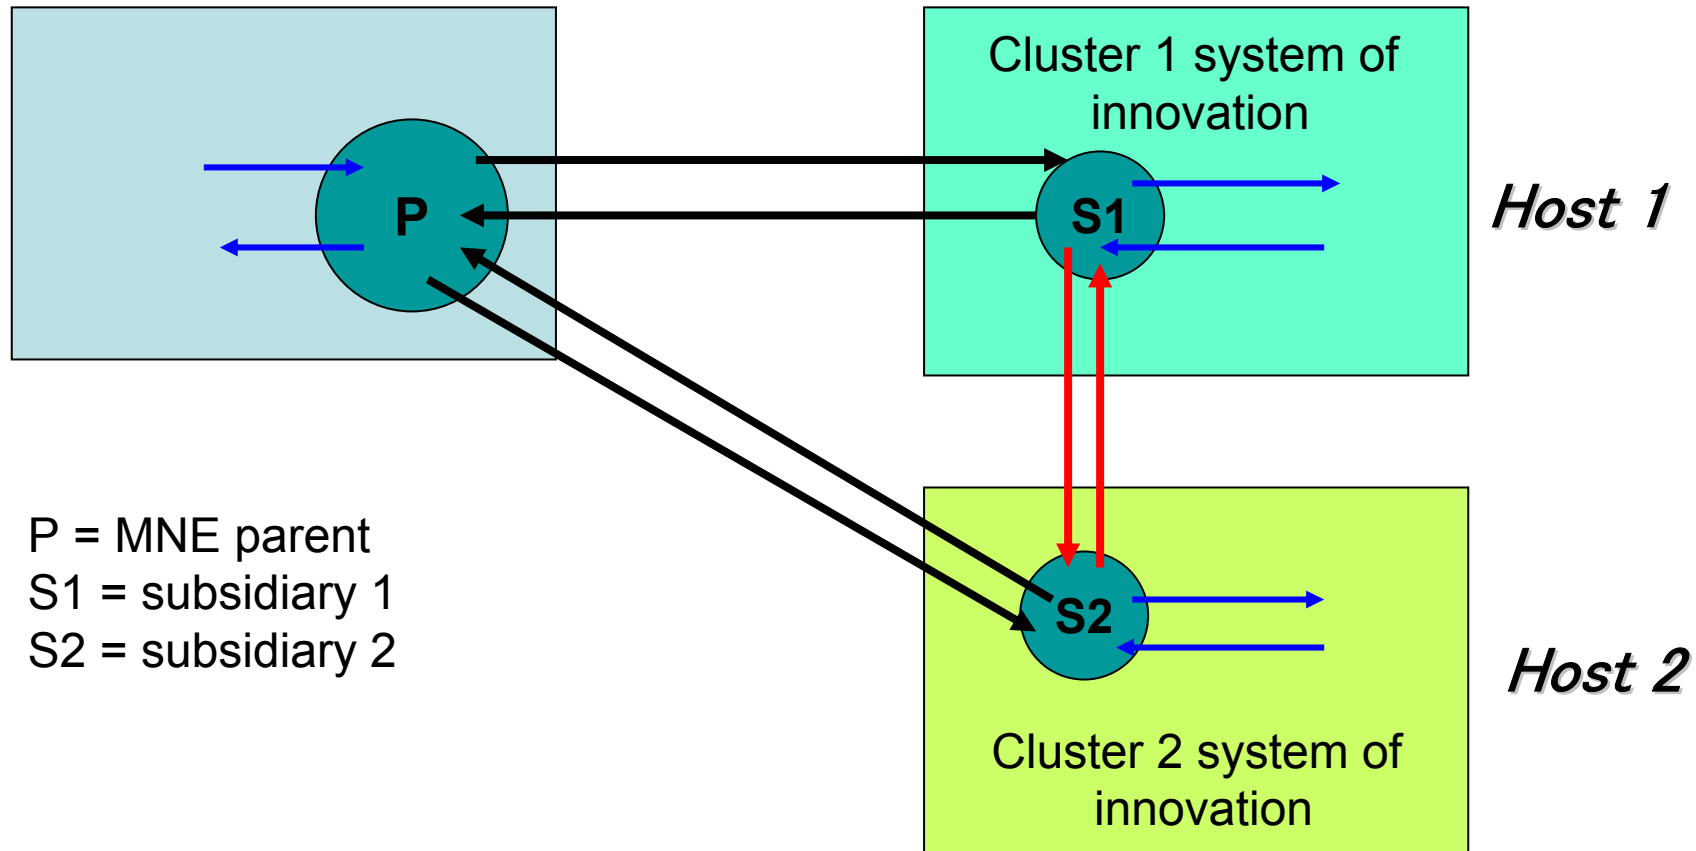 Cluster 1 system of
innovation
P
S1
Host 1
P = MNE parent
S1 = subsidiary 1
S2 = subsidiary 2
S2
Host 2
Cluster 2 system of
innovation